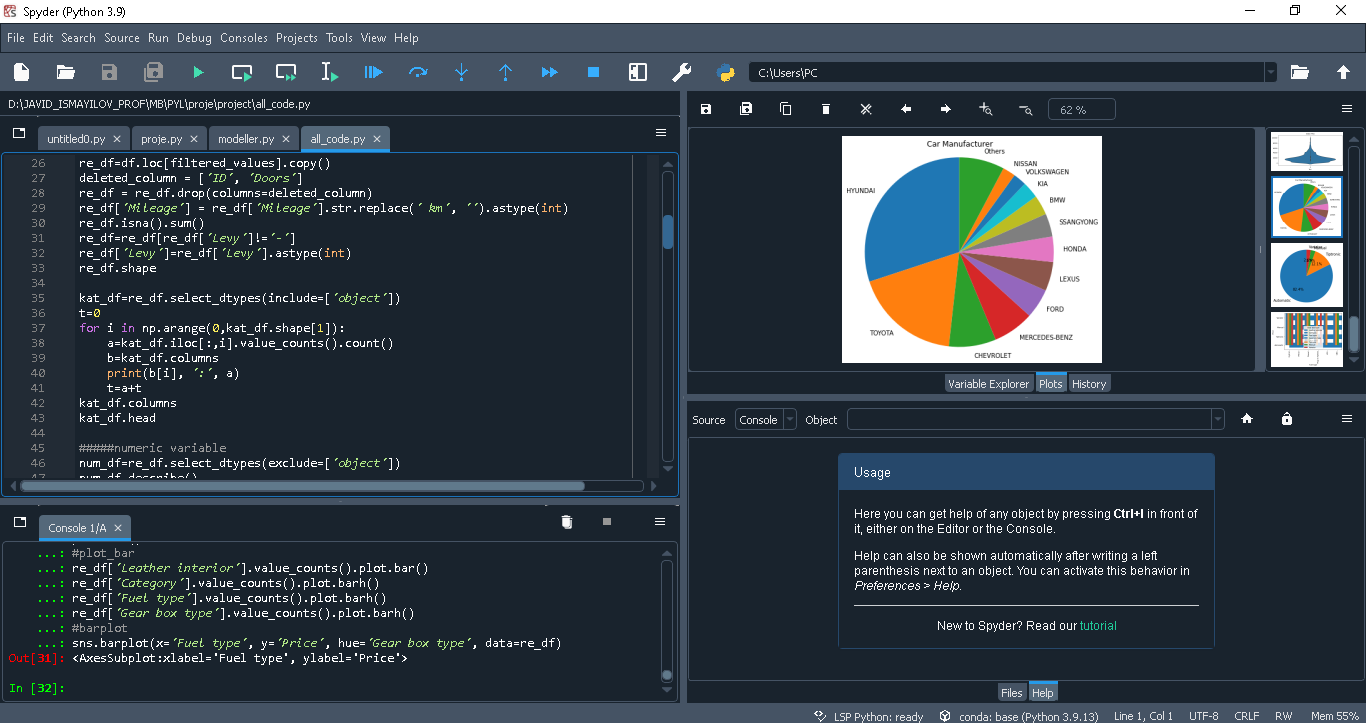 Spyder (Python 3.9)
File Edit Search Source Run Debug Consoles Projects Tools View Help
C:\Users\PC
D:\JAVID_ISMAYILOV_PROF\MB\PYL\proje\project\all_code.py
untitled0.py
proje.py
modeller.py
all_code.py
26 re_df=df.loc[filtered_values].copy()
27 deleted_column = ['ID', 'Doors']
28 re_df = re_df.drop(columns=deleted_column)
29 re_df['Mileage'] = re_df['Mileage'].str.replace(' km', '').astype(int)
30 re_df.isna().sum()
31 re_df=re_df[re_df['Levy']!='-']
32 re_df['Levy']=re_df['Levy'].astype(int)
33 re_df.shape
34
35 kat_df=re_df.select_dtypes(include=['object'])
36 t=0
37 for i in np.arange(0,kat_df.shape[1]):
38 a=kat_df.iloc[:,i].value_counts().count()
39 b=kat_df.columns
40 print(b[i], ':', a)
41 t=a+t
42 kat_df.columns
43 kat_df.head
44
45 #####numeric variable
46 num_df=re_df.select_dtypes(exclude=['object'])
47 num_df.describe()
Console 1/A
...: #plot_bar
...: re_df['Leather interior'].value_counts().plot.bar()
...: re_df['Category'].value_counts().plot.barh()
...: re_df['Fuel type'].value_counts().plot.barh()
...: re_df['Gear box type'].value_counts().plot.barh()
...: #barplot
...: sns.barplot(x='Fuel type', y='Price', hue='Gear box type', data=re_df)
Out[31]: <AxesSubplot:xlabel='Fuel type', ylabel='Price'>
In [32]:
62 %
Car Manufacturer
Others
NISSAN
VOLKSWAGEN
KIA
BMW
SSANGYONG
HONDA
LEXUS
FORD
MERCEDES-BENZ
CHEVROLET
TOYOTA
HYUNDAI
Variable Explorer Plots History
Source Console Object
Usage
Here you can get help of any object by pressing Ctrl+I in front of
it, either on the Editor or the Console.
Help can also be shown automatically after writing a left
parenthesis next to an object. You can activate this behavior in
Preferences > Help.
New to Spyder? Read our tutorial
Files Help
LSP Python: ready conda: base (Python 3.9.13) Line 1, Col 1 UTF-8 CRLF RW Mem 55%